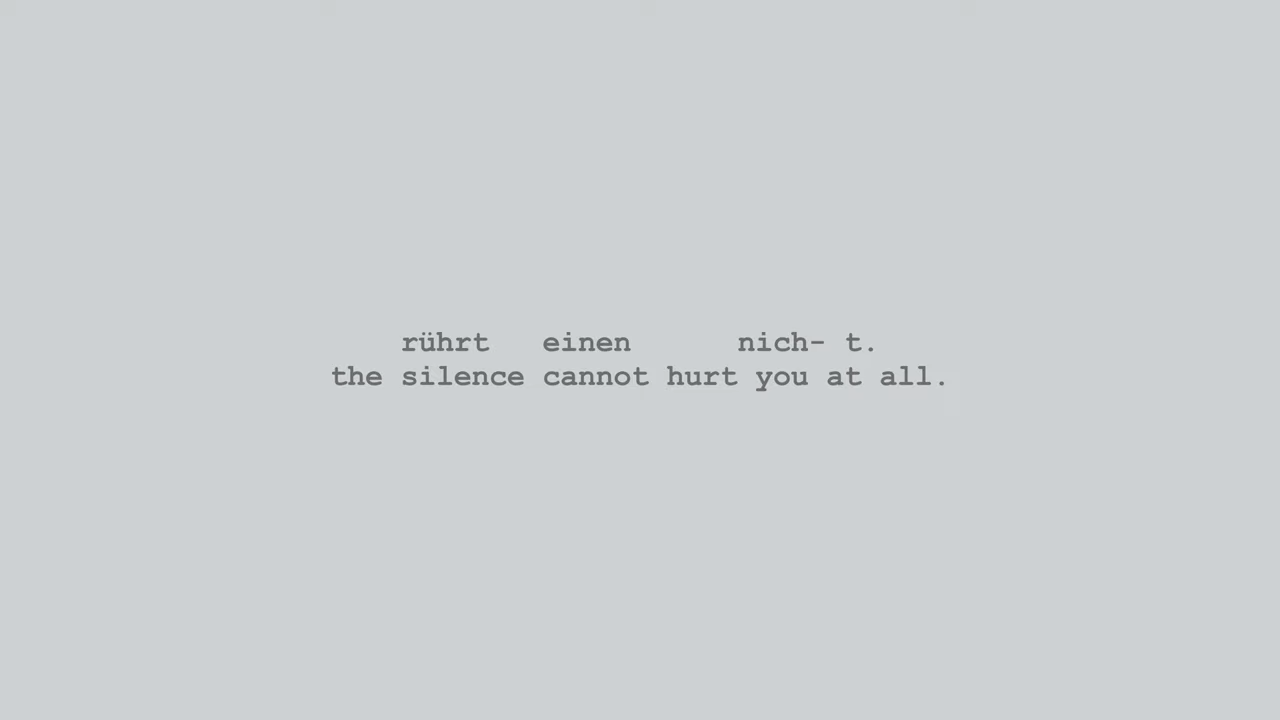 rührt einen nich- t.
the silence cannot hurt you at all.